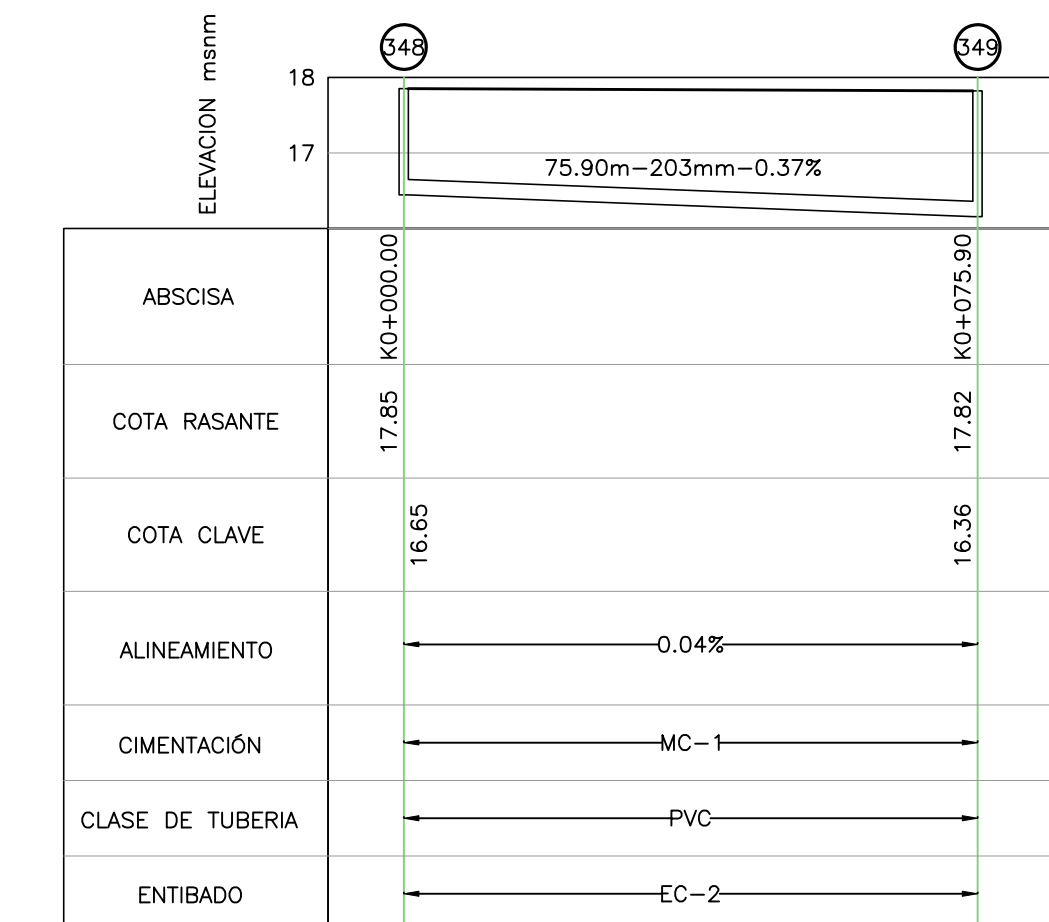 348 349
ELEVACION msnm
18
17
75.90m-203mm-0.37%
ABSCISA K0+000.00 K0+075.90
COTA RASANTE 17.85 17.82
COTA CLAVE 16.65 16.36
ALINEAMIENTO 0.04%
CIMENTACIÓN MC-1
CLASE DE TUBERIA PVC
ENTIBADO EC-2